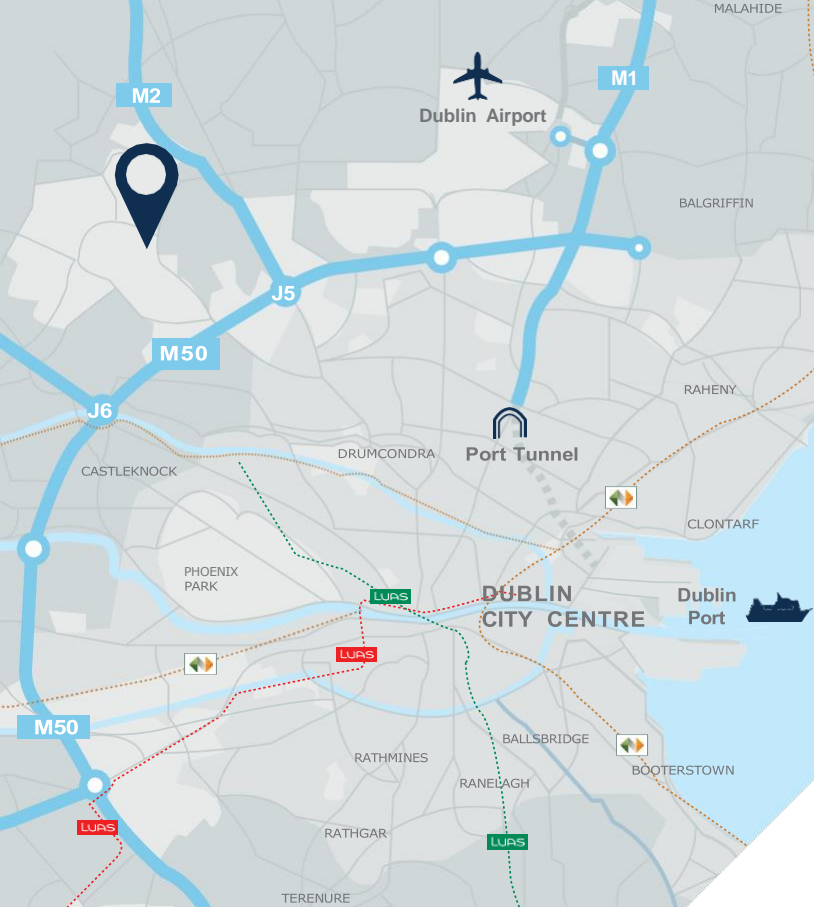 MALAHIDE
M1
M2
Dublin Airport
BALGRIFFIN
J5
M50
RAHENY
J6
DRUMCONDRA
Port Tunnel
CASTLEKNOCK
CLONTARF
PHOENIX
PARK
LUAS
DUBLIN
CITY CENTRE
Dublin
Port
LUAS
M50
BALLSBRIDGE
RATHMINES
BOOTERSTOWN
RANELAGH
LUAS
RATHGAR
LUAS
TERENURE